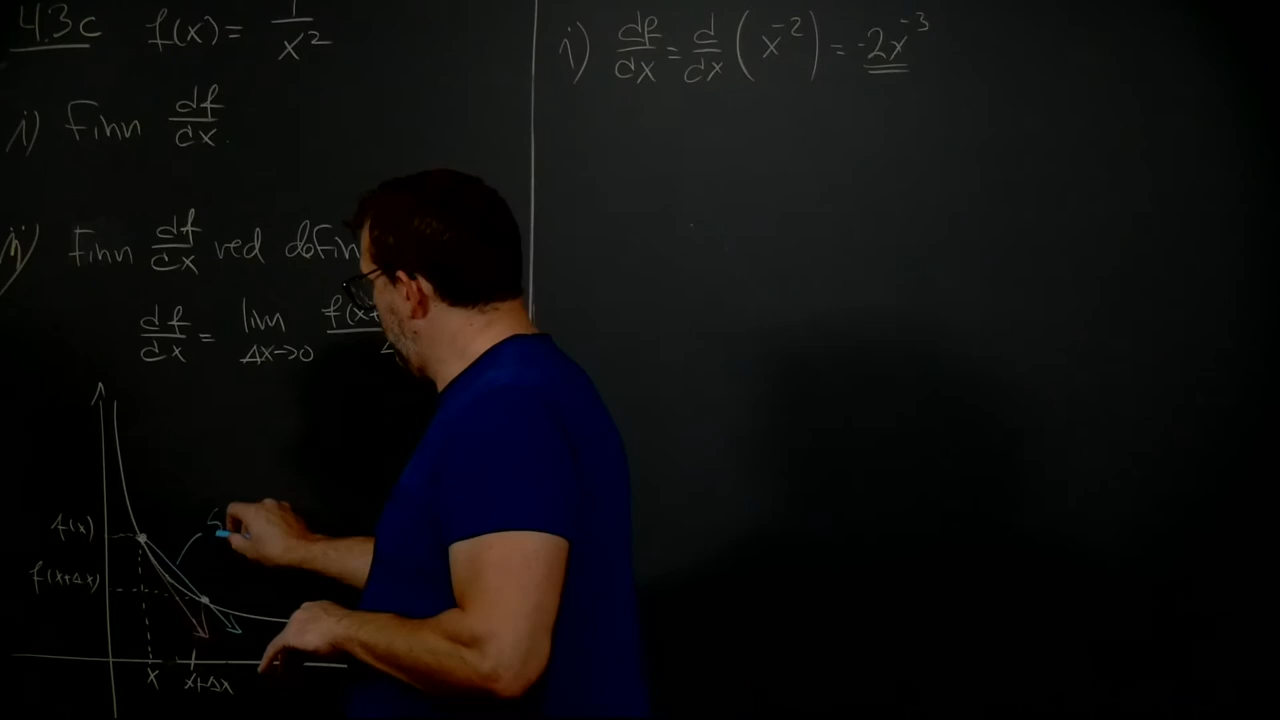 4.3c f(x) = 1/x²
i) Finn df/dx.
ii) Finn df/dx ved defin
df/dx = lim Δx→0 f(x+
f(x)
f(x+Δx)
x x+Δx
i) df/dx = d/dx (x⁻²) = -2x⁻³